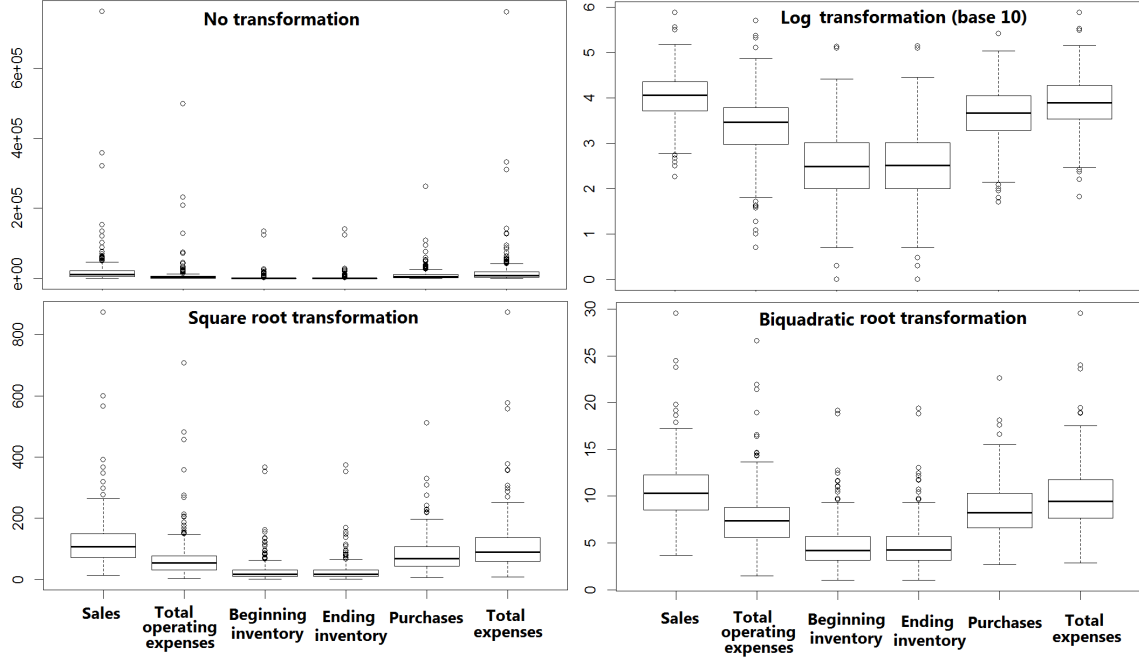 No transformation
6e+05
4e+05
2e+05
e+00
Log transformation (base 10)
6
5
4
3
2
1
0
Square root transformation
800
600
400
200
0
Biquadratic root transformation
30
25
20
15
10
5
0
Sales
Total
operating
expenses
Beginning
inventory
Ending
inventory
Purchases
Total
expenses
Sales
Total
operating
expenses
Beginning
inventory
Ending
inventory
Purchases
Total
expenses